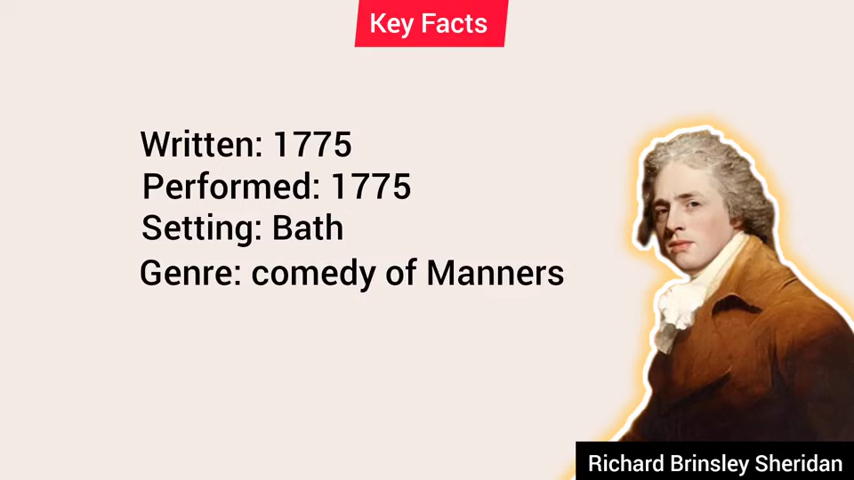 Key Facts
Written: 1775
Performed: 1775
Setting: Bath
Genre: comedy of Manners
Richard Brinsley Sheridan